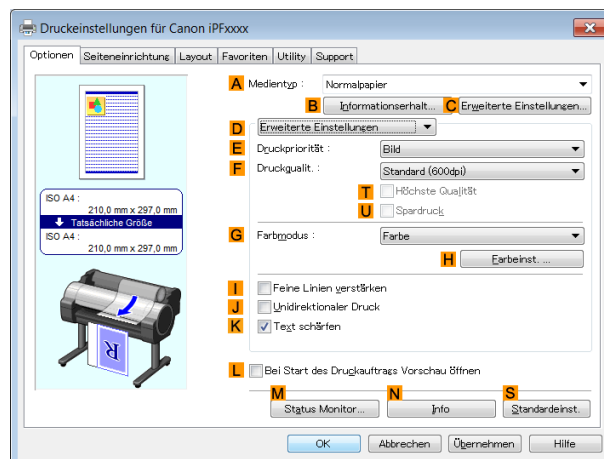 Druckeinstellungen für Canon iPFxxxx
Optionen Seiteneinrichtung Layout Favoriten Utility Support
A Medientyp : Normalpapier
B Informationserhalt... C Erweiterte Einstellungen...
D Erweiterte Einstellungen
E Druckpriorität : Bild
F Druckqualit. : Standard (600dpi)
T Höchste Qualität
U Spardruck
ISO A4 :
210,0 mm x 297,0 mm
Tatsächliche Größe
ISO A4 :
210,0 mm x 297,0 mm
G Farbmodus : Farbe
H Farbeinst. ...
I Feine Linien verstärken
J Unidirektionaler Druck
K Text schärfen
R
L Bei Start des Druckauftrags Vorschau öffnen
M N S
Status Monitor... Info Standardeinst.
OK Abbrechen Übernehmen Hilfe